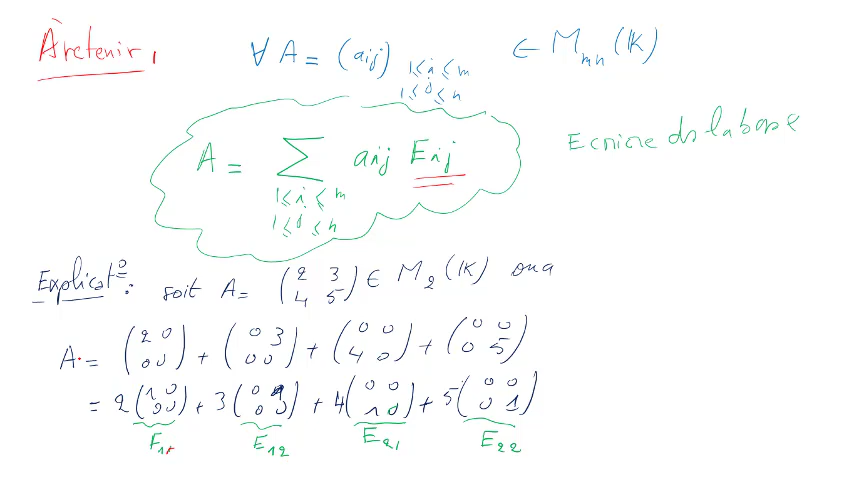 À retenir, ∀ A = (aij) 1≤i≤m 1≤j≤n ∈ Mmn(K)
A = ∑ aij Eij
1≤i≤m
1≤j≤n
Ecrire ds la base
Explicat°: soit A = (2 3 4 5) ∈ M2(K) on a
A = (2 0 0 0) + (0 3 0 0) + (0 0 4 0) + (0 0 0 5)
= 2 (1 0 0 0) + 3 (0 1 0 0) + 4 (0 0 1 0) + 5 (0 0 0 1)
E11 E12 E21 E22